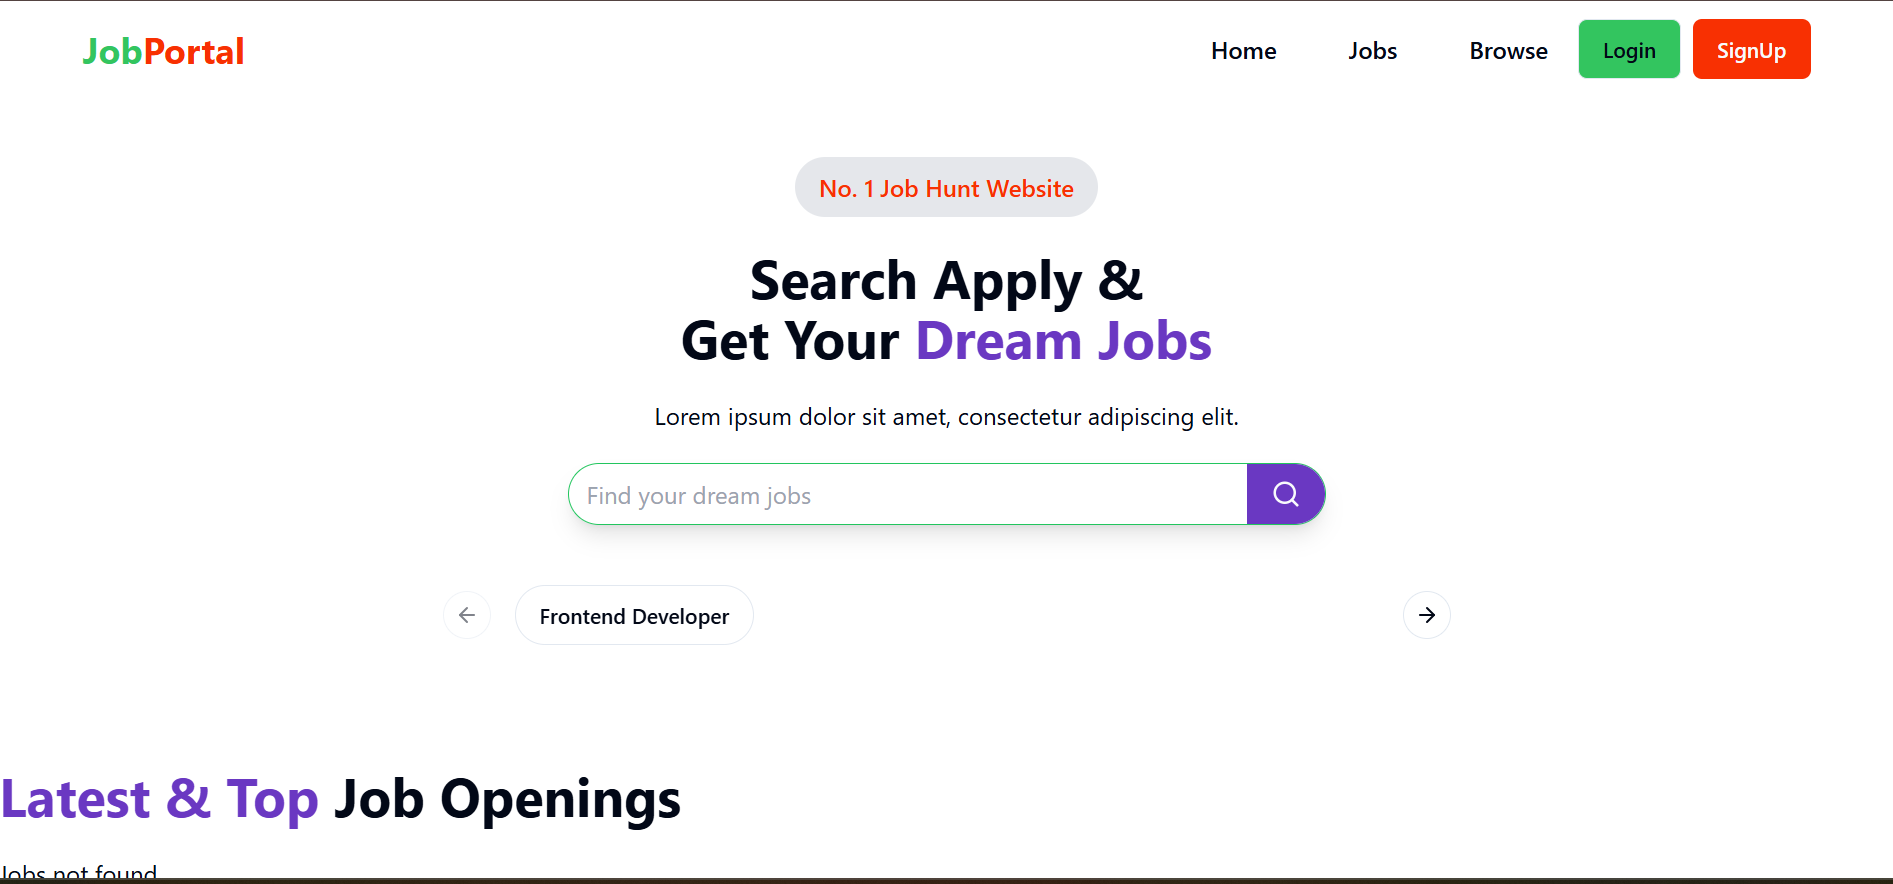 JobPortal
Home
Jobs
Browse
Login
SignUp
No. 1 Job Hunt Website
Search Apply &
Get Your Dream Jobs
Lorem ipsum dolor sit amet, consectetur adipiscing elit.
Find your dream jobs
Frontend Developer
Latest & Top Job Openings
Jobs not found